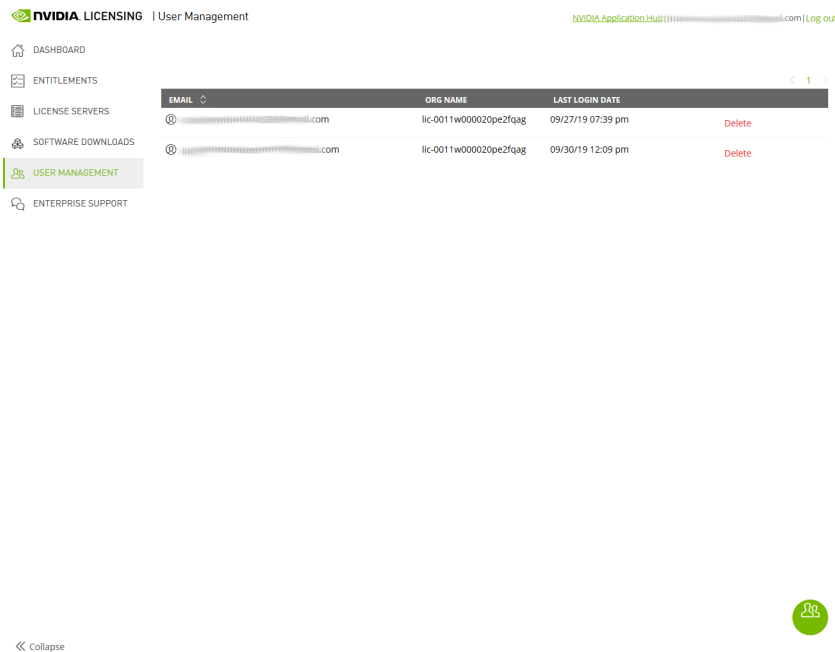 NVIDIA. LICENSING | User Management
NVIDIA Application Hub .com | Log out
DASHBOARD
ENTITLEMENTS
LICENSE SERVERS
SOFTWARE DOWNLOADS
USER MANAGEMENT
ENTERPRISE SUPPORT
< 1 >
EMAIL ORG NAME LAST LOGIN DATE
.com lic-0011w000020pe2fqag 09/27/19 07:39 pm Delete
.com lic-0011w000020pe2fqag 09/30/19 12:09 pm Delete
Collapse